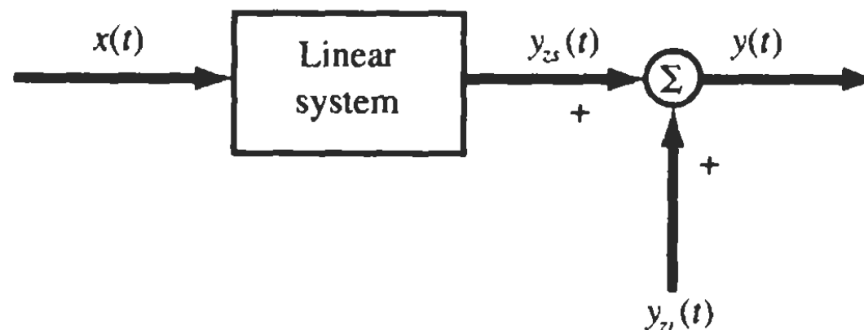 x(t)
Linear
system
y_zs(t)
+
Σ
y(t)
+
y_zi(t)